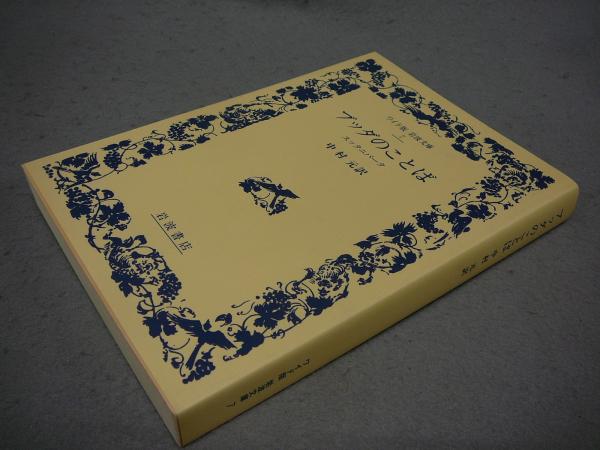 ワイド版 岩波文庫
7
ブッダのことば
スッタニパータ
中村 元訳
岩波書店
ブッダのことば 中村 元訳
ワイド版 岩波文庫 7